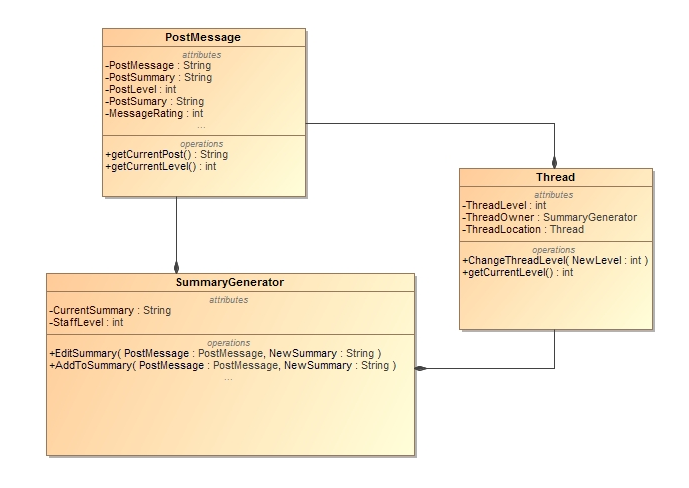 PostMessage
attributes
-PostMessage : String
-PostSummary : String
-PostLevel : int
-PostSumary : String
-MessageRating : int
...
operations
+getCurrentPost() : String
+getCurrentLevel() : int
Thread
attributes
-ThreadLevel : int
-ThreadOwner : SummaryGenerator
-ThreadLocation : Thread
operations
+ChangeThreadLevel( NewLevel : int )
+getCurrentLevel() : int
SummaryGenerator
attributes
-CurrentSummary : String
-StaffLevel : int
operations
+EditSummary( PostMessage : PostMessage, NewSummary : String )
+AddToSummary( PostMessage : PostMessage, NewSummary : String )
...